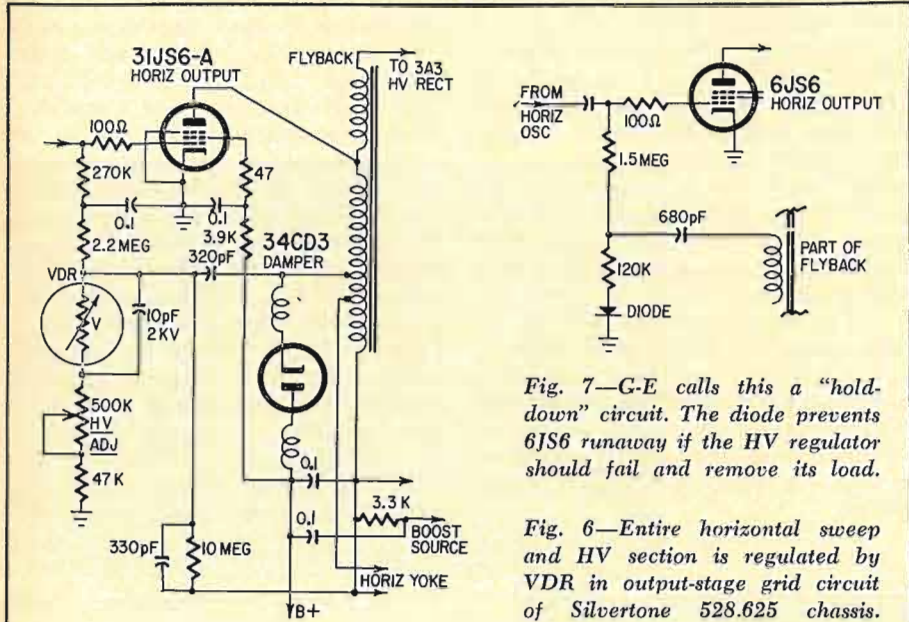 31JS6-A
HORIZ OUTPUT
FLYBACK
TO 3A3
HV RECT
100Ω
270K
47
0.1
0.1
3.9K
2.2 MEG
320pF
34CD3
DAMPER
VDR
V
10pF
2 KV
500K
HV
ADJ
47K
0.1
3.3 K
0.1
BOOST
SOURCE
330pF
10 MEG
HORIZ YOKE
B+
6JS6
HORIZ OUTPUT
FROM
HORIZ
OSC
100Ω
1.5 MEG
680pF
120K
DIODE
PART OF
FLYBACK
Fig. 7—G-E calls this a "hold-
down" circuit. The diode prevents
6JS6 runaway if the HV regulator
should fail and remove its load.
Fig. 6—Entire horizontal sweep
and HV section is regulated by
VDR in output-stage grid circuit
of Silvertone 528.625 chassis.